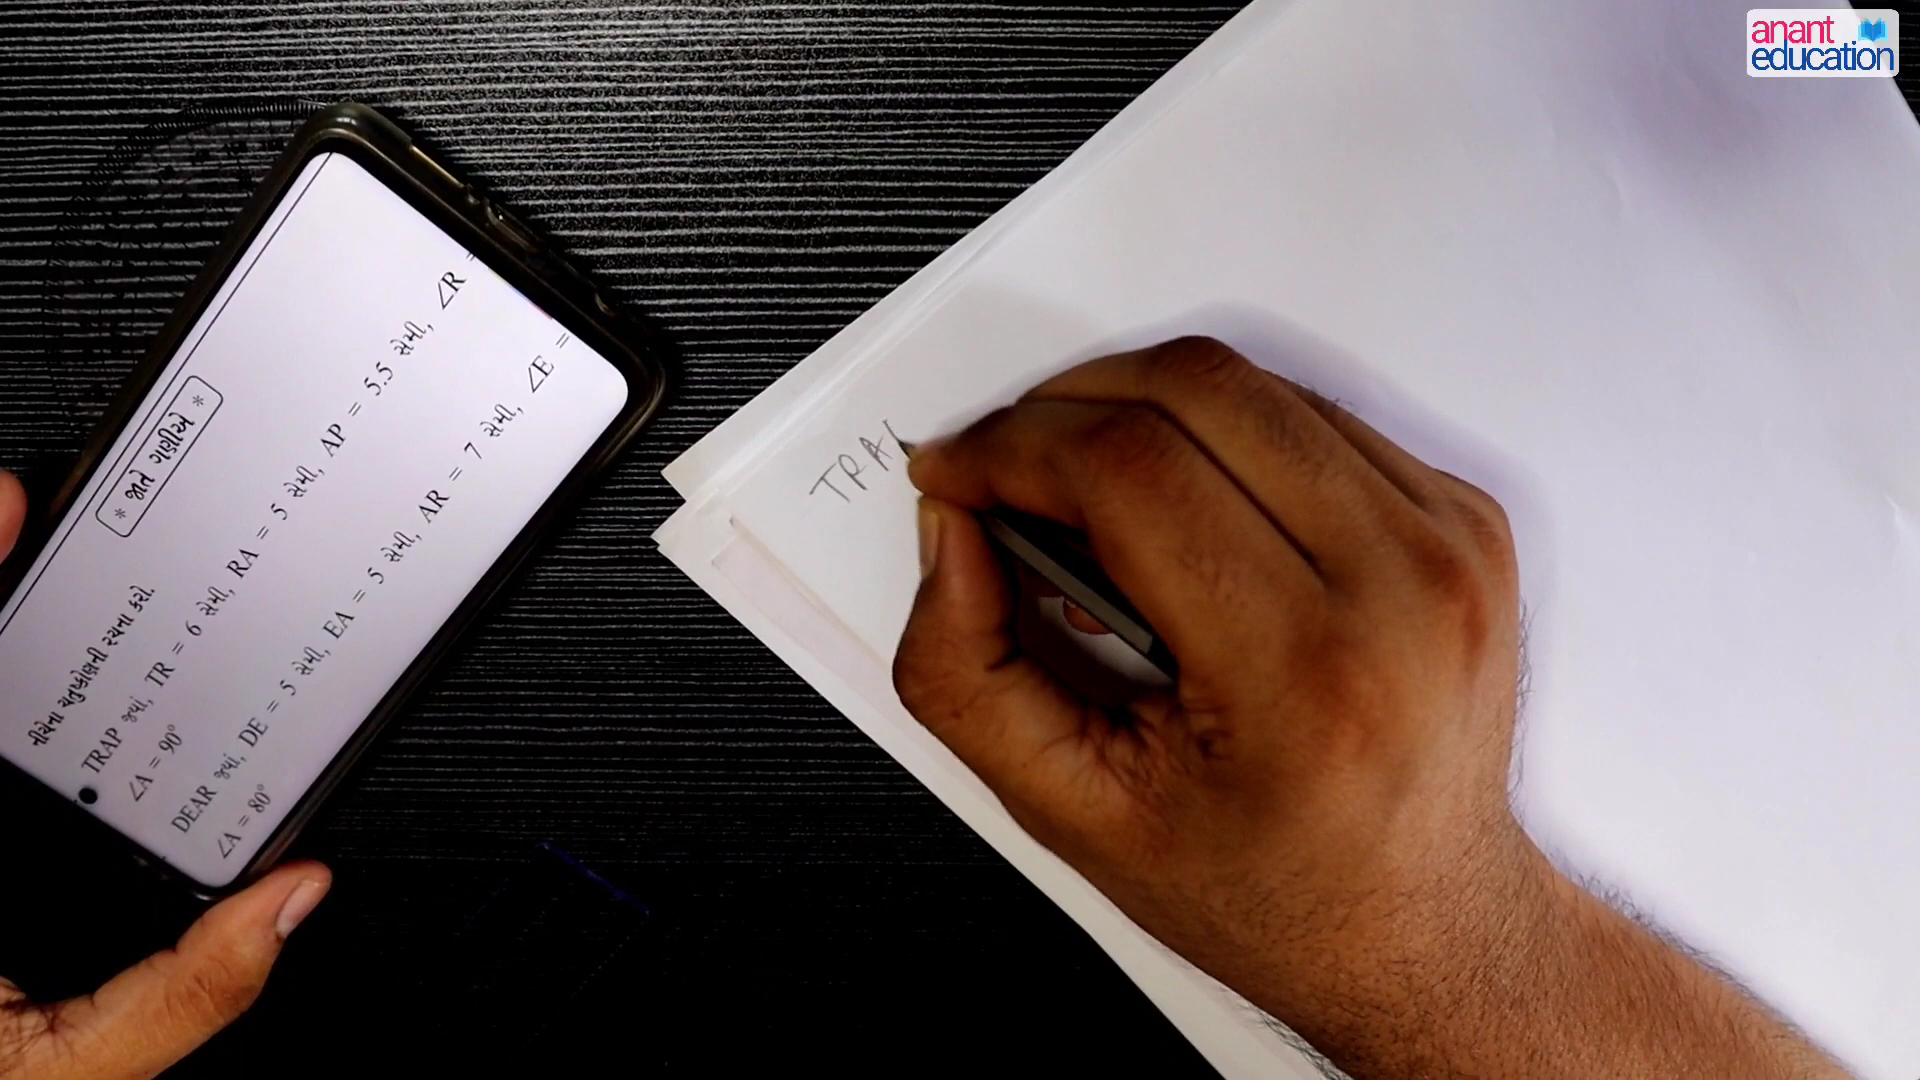 anant
education
* જાતે ગણીએ *
નીચેના ચતુષ્કોણની રચના કરો.
TRAP જ્યાં, TR = 6 સેમી, RA = 5 સેમી, AP = 5.5 સેમી, ∠R =
∠A = 90°
DEAR જ્યાં, DE = 5 સેમી, EA = 5 સેમી, AR = 7 સેમી, ∠E =
∠A = 80°
TRA